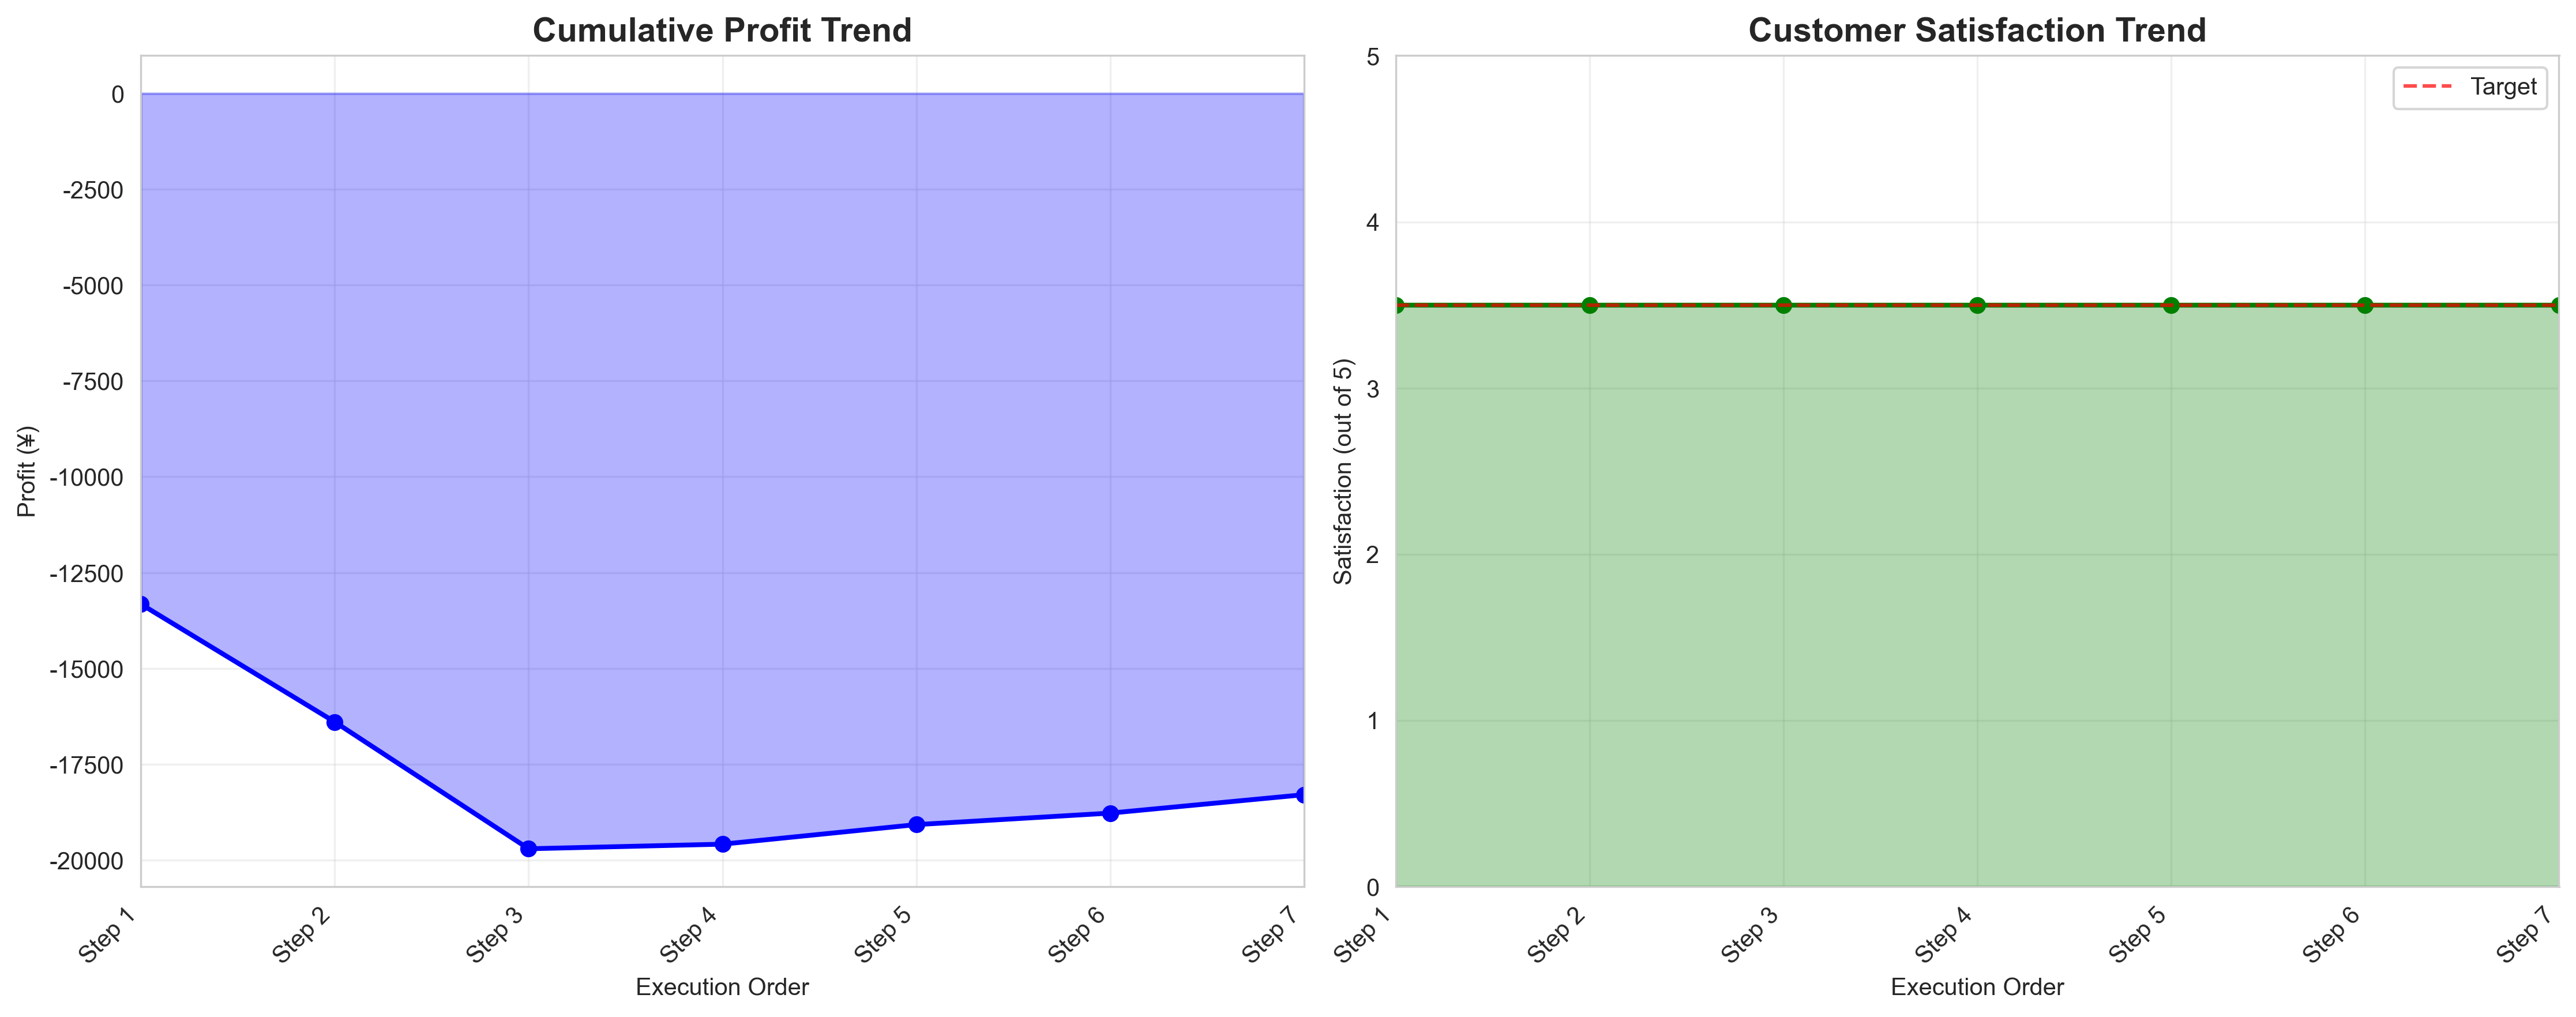 Cumulative Profit Trend
0
-2500
-5000
-7500
-10000
-12500
-15000
-17500
-20000
Profit (¥)
Step 1
Step 2
Step 3
Step 4
Step 5
Step 6
Step 7
Execution Order
Customer Satisfaction Trend
Target
5
4
3
2
1
0
Satisfaction (out of 5)
Step 1
Step 2
Step 3
Step 4
Step 5
Step 6
Step 7
Execution Order